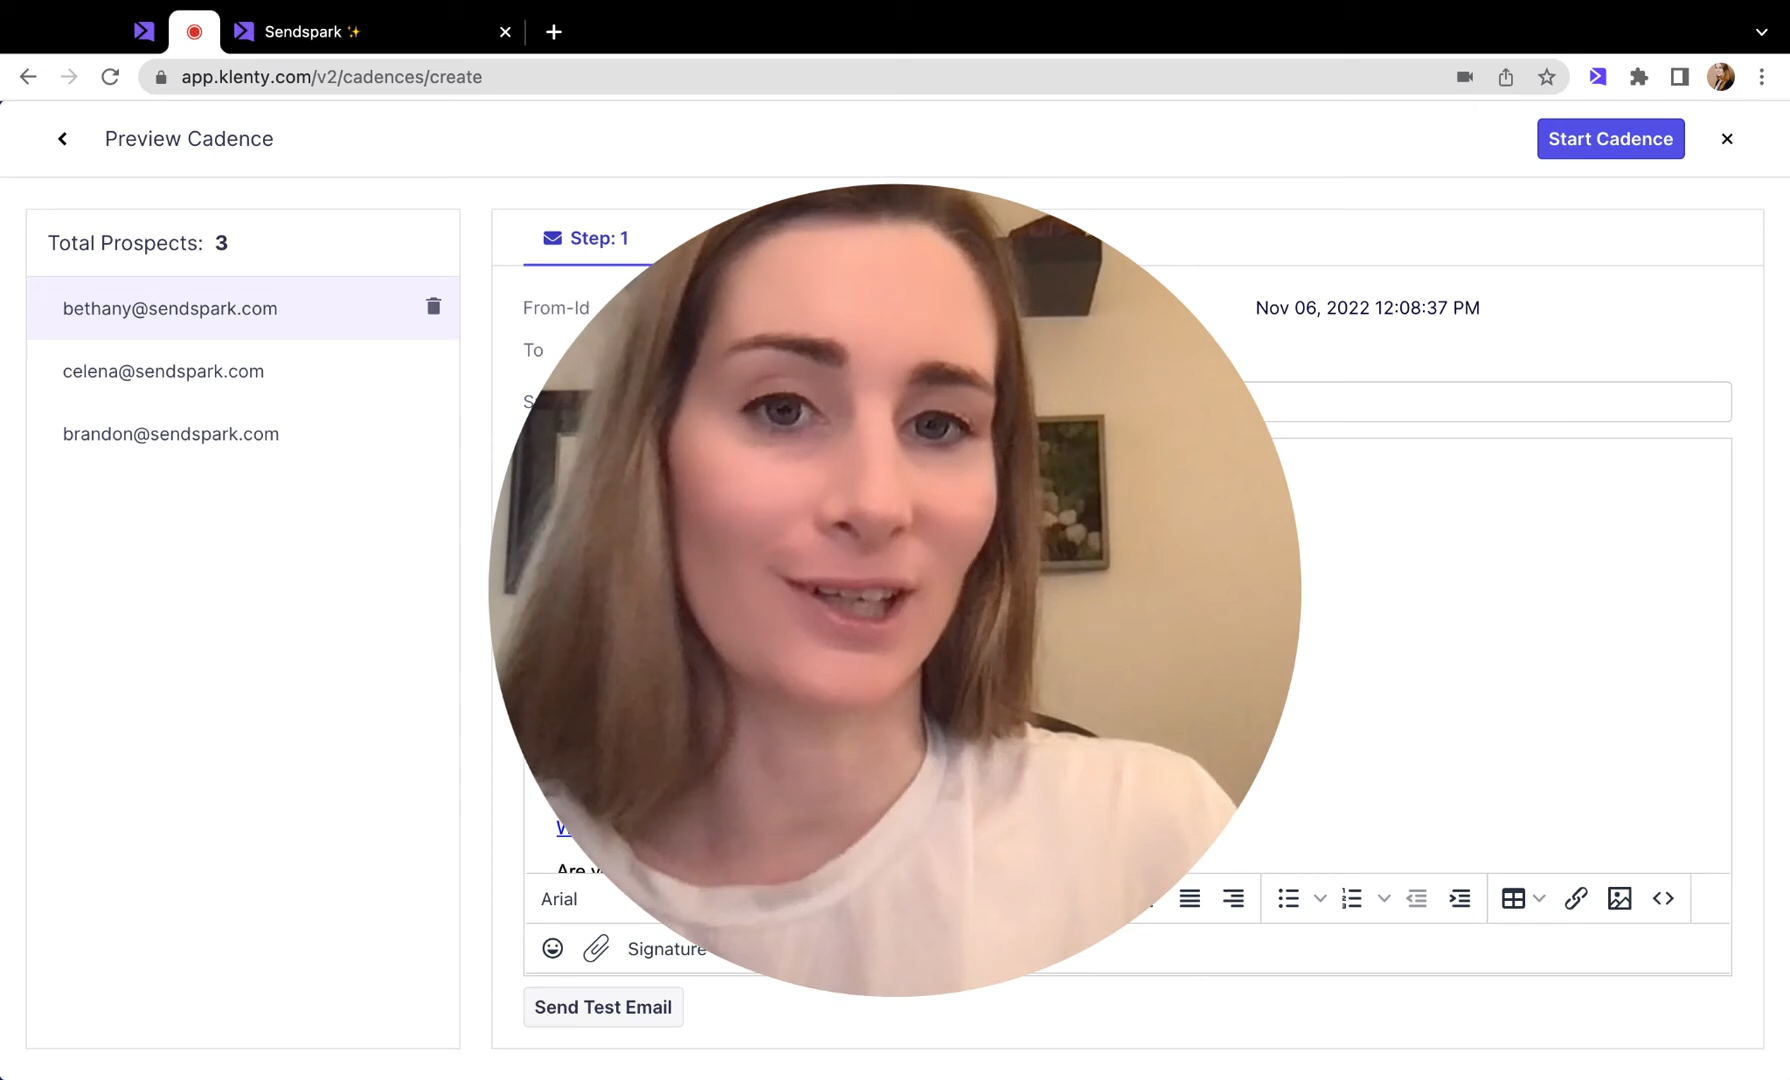 Sendspark ✨
app.klenty.com/v2/cadences/create
Preview Cadence
Start Cadence
Total Prospects: 3
Step: 1
bethany@sendspark.com
From-Id
Nov 06, 2022 12:08:37 PM
To
celena@sendspark.com
brandon@sendspark.com
Are
Arial
Signature
Send Test Email